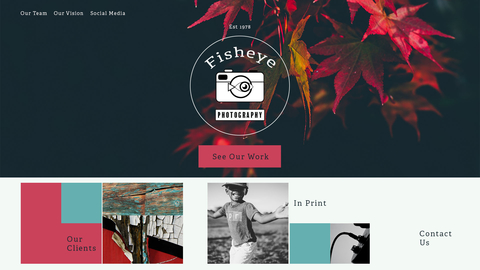 Our Team Our Vision Social Media
Est 1978
Fisheye
PHOTOGRAPHY
See Our Work
In Print
Our
Clients
Contact
Us